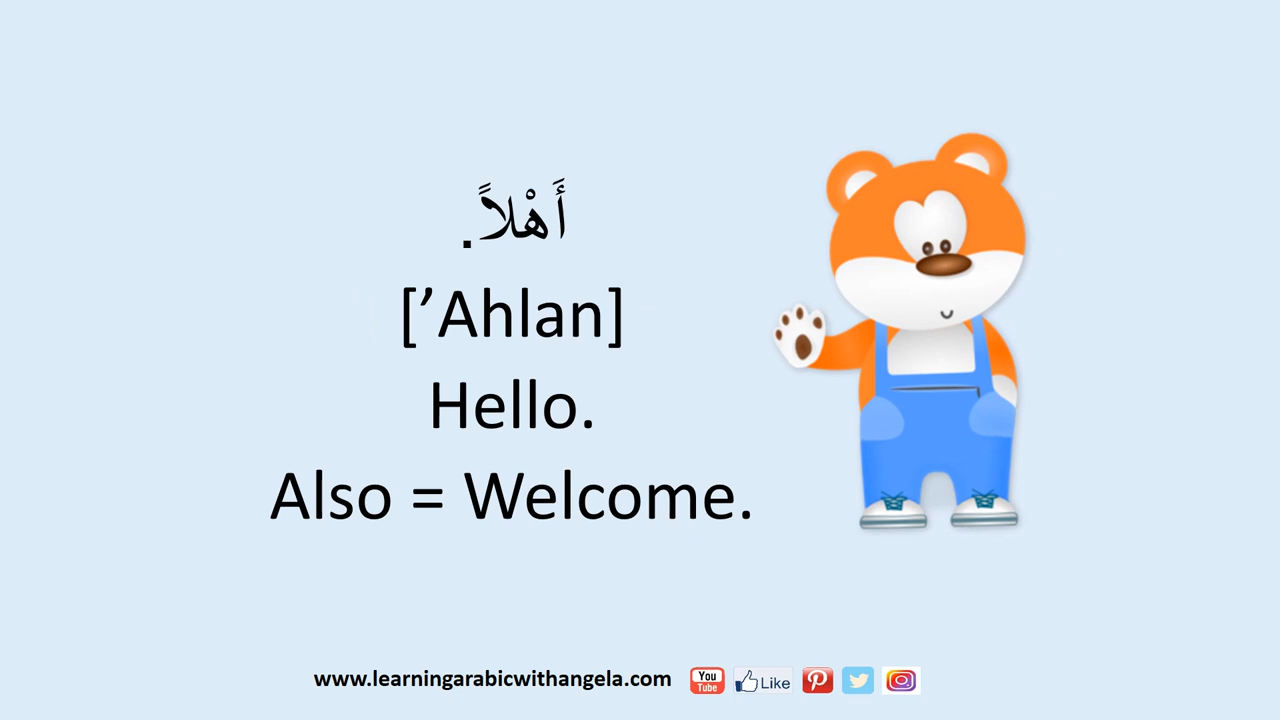 أَهْلاً.
[’Ahlan]
Hello.
Also = Welcome.
www.learningarabicwithangela.com
You Tube
Like